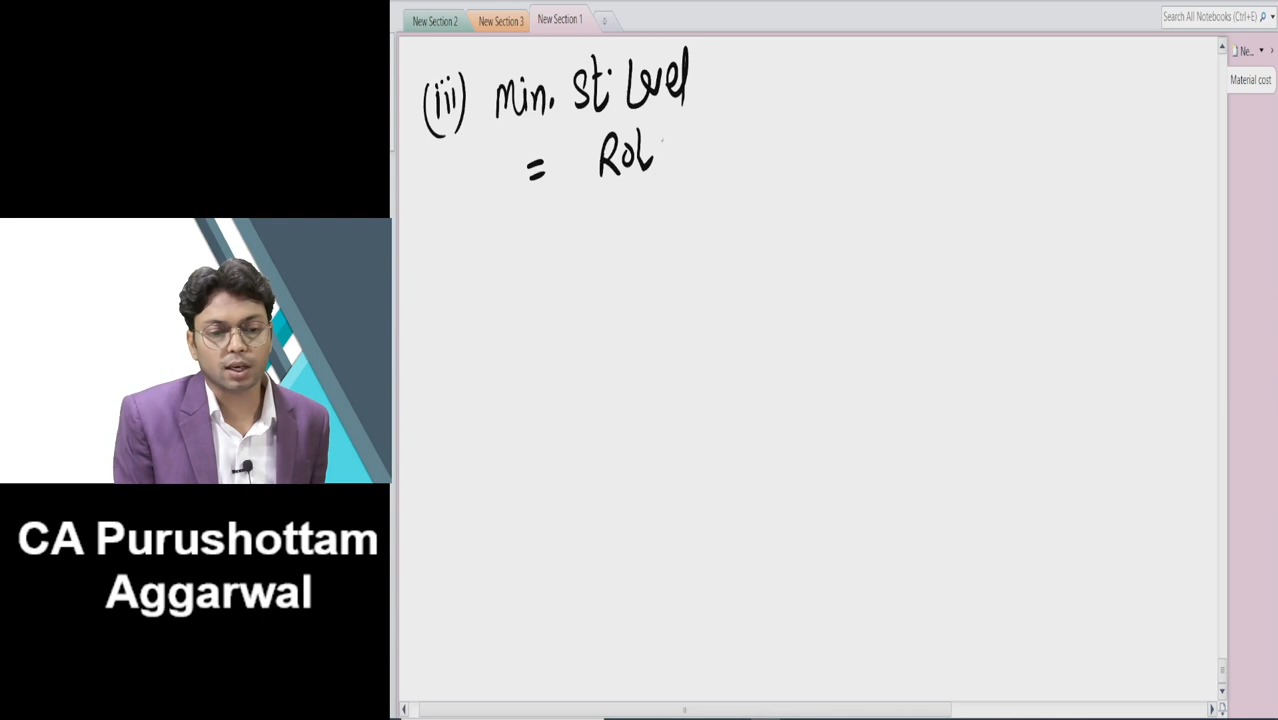 New Section 2 New Section 3 New Section 1
Search All Notebooks (Ctrl+E)
Ne...
Material cost
(iii) Min. St. Level
= ROL
CA Purushottam
Aggarwal